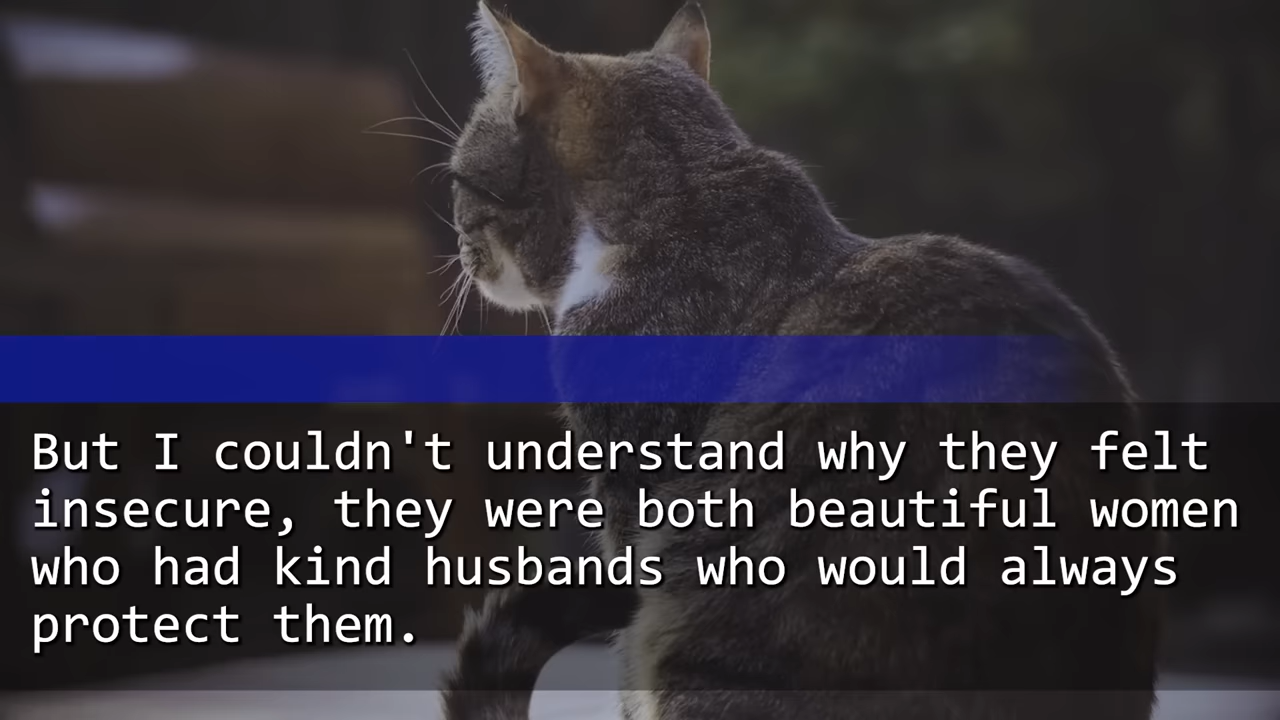 But I couldn't understand why they felt
insecure, they were both beautiful women
who had kind husbands who would always
protect them.